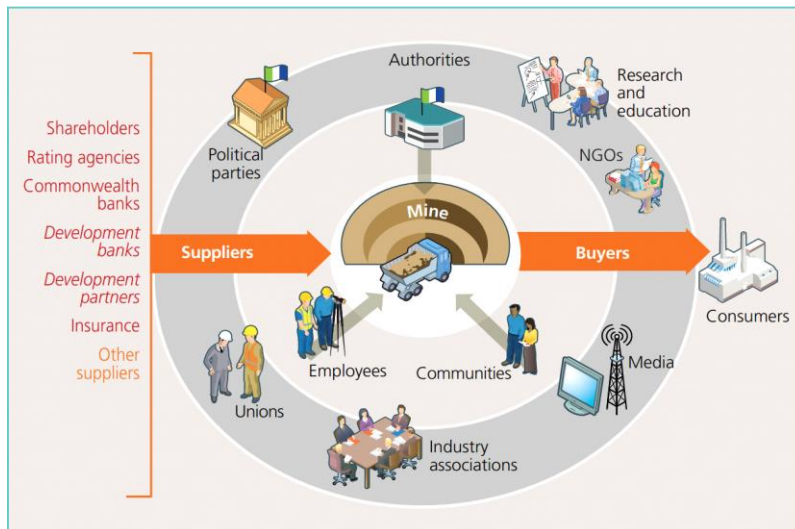 Shareholders
Rating agencies
Commonwealth
banks
Development
banks
Development
partners
Insurance
Other
suppliers
Authorities
Political
parties
Research
and
education
NGOs
Mine
Suppliers
Buyers
Consumers
Employees
Communities
Media
Unions
Industry
associations